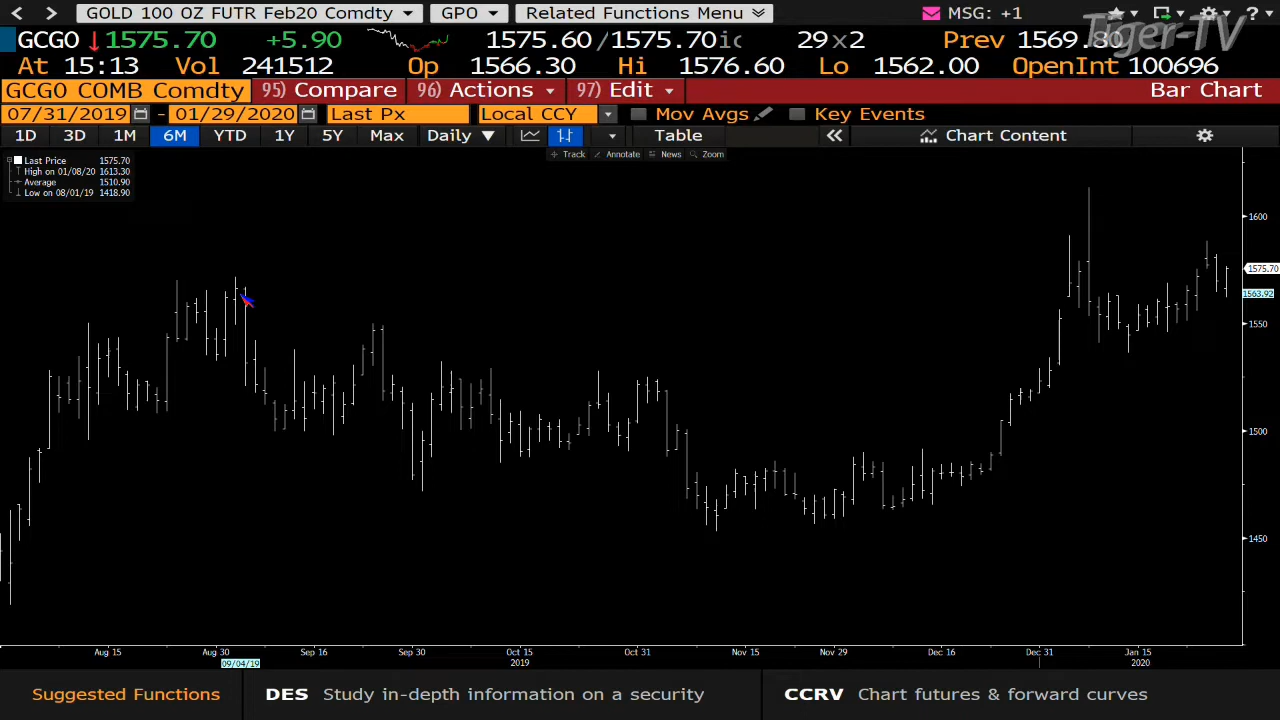 GOLD 100 OZ FUTR Feb20 Comdty GPO Related Functions Menu MSG: +1 ?
Tiger-TV
GCG0 ↓1575.70 +5.90 1575.60/1575.70ic 29x2 Prev 1569.80
At 15:13 Vol 241512 Op 1566.30 Hi 1576.60 Lo 1562.00 OpenInt 100696
GCG0 COMB Comdty 95) Compare 96) Actions 97) Edit Bar Chart
07/31/2019 - 01/29/2020 Last Px Local CCY Mov Avgs Key Events
1D 3D 1M 6M YTD 1Y 5Y Max Daily ▼ Table « Chart Content
Track Annotate News Zoom
Last Price 1575.70
High on 01/08/20 1613.30
Average 1510.90
Low on 08/01/19 1418.90
1600
1575.70
1563.92
1550
1500
1450
Aug 15 Aug 30 Sep 16 Sep 30 Oct 15 Oct 31 Nov 15 Nov 29 Dec 16 Dec 31 Jan 15
09/04/19 2019 2020
Suggested Functions DES Study in-depth information on a security CCRV Chart futures & forward curves